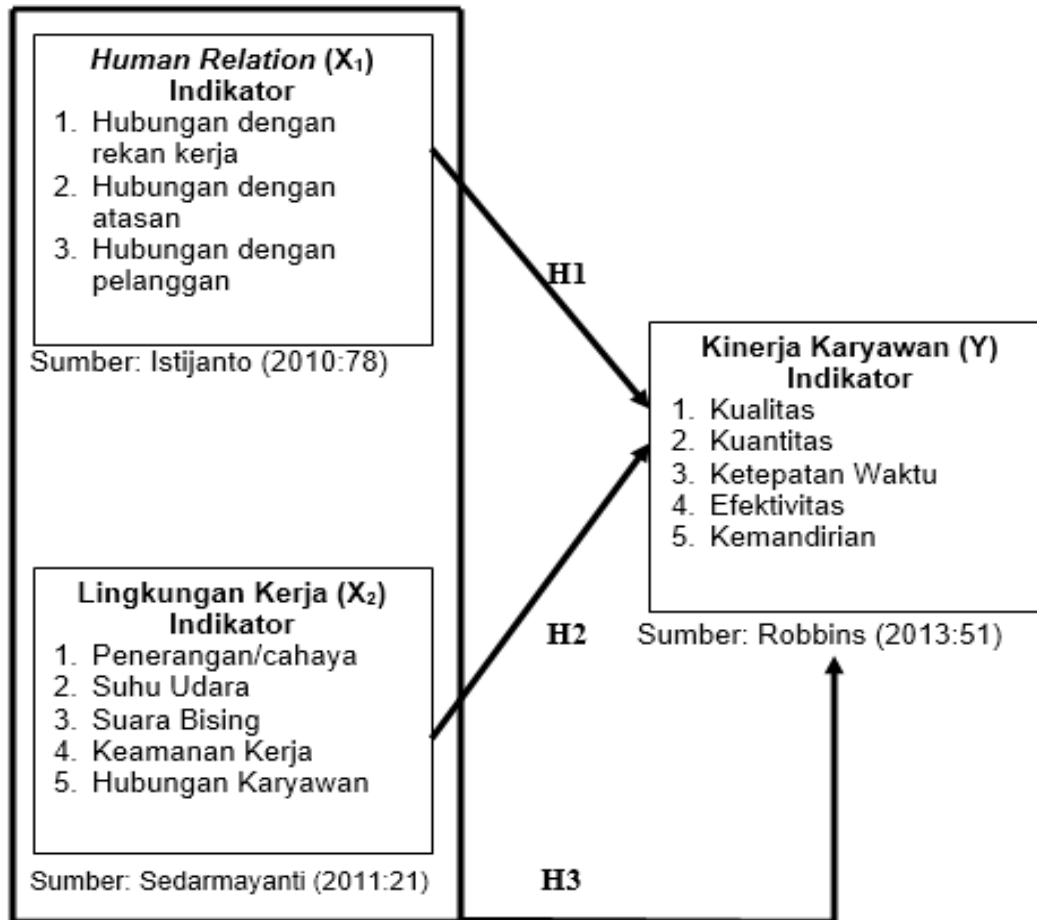 Human Relation (X₁)
Indikator
1. Hubungan dengan
rekan kerja
2. Hubungan dengan
atasan
3. Hubungan dengan
pelanggan
Sumber: Istijanto (2010:78)
H1
Kinerja Karyawan (Y)
Indikator
1. Kualitas
2. Kuantitas
3. Ketepatan Waktu
4. Efektivitas
5. Kemandirian
Sumber: Robbins (2013:51)
H2
Lingkungan Kerja (X₂)
Indikator
1. Penerangan/cahaya
2. Suhu Udara
3. Suara Bising
4. Keamanan Kerja
5. Hubungan Karyawan
Sumber: Sedarmayanti (2011:21)
H3